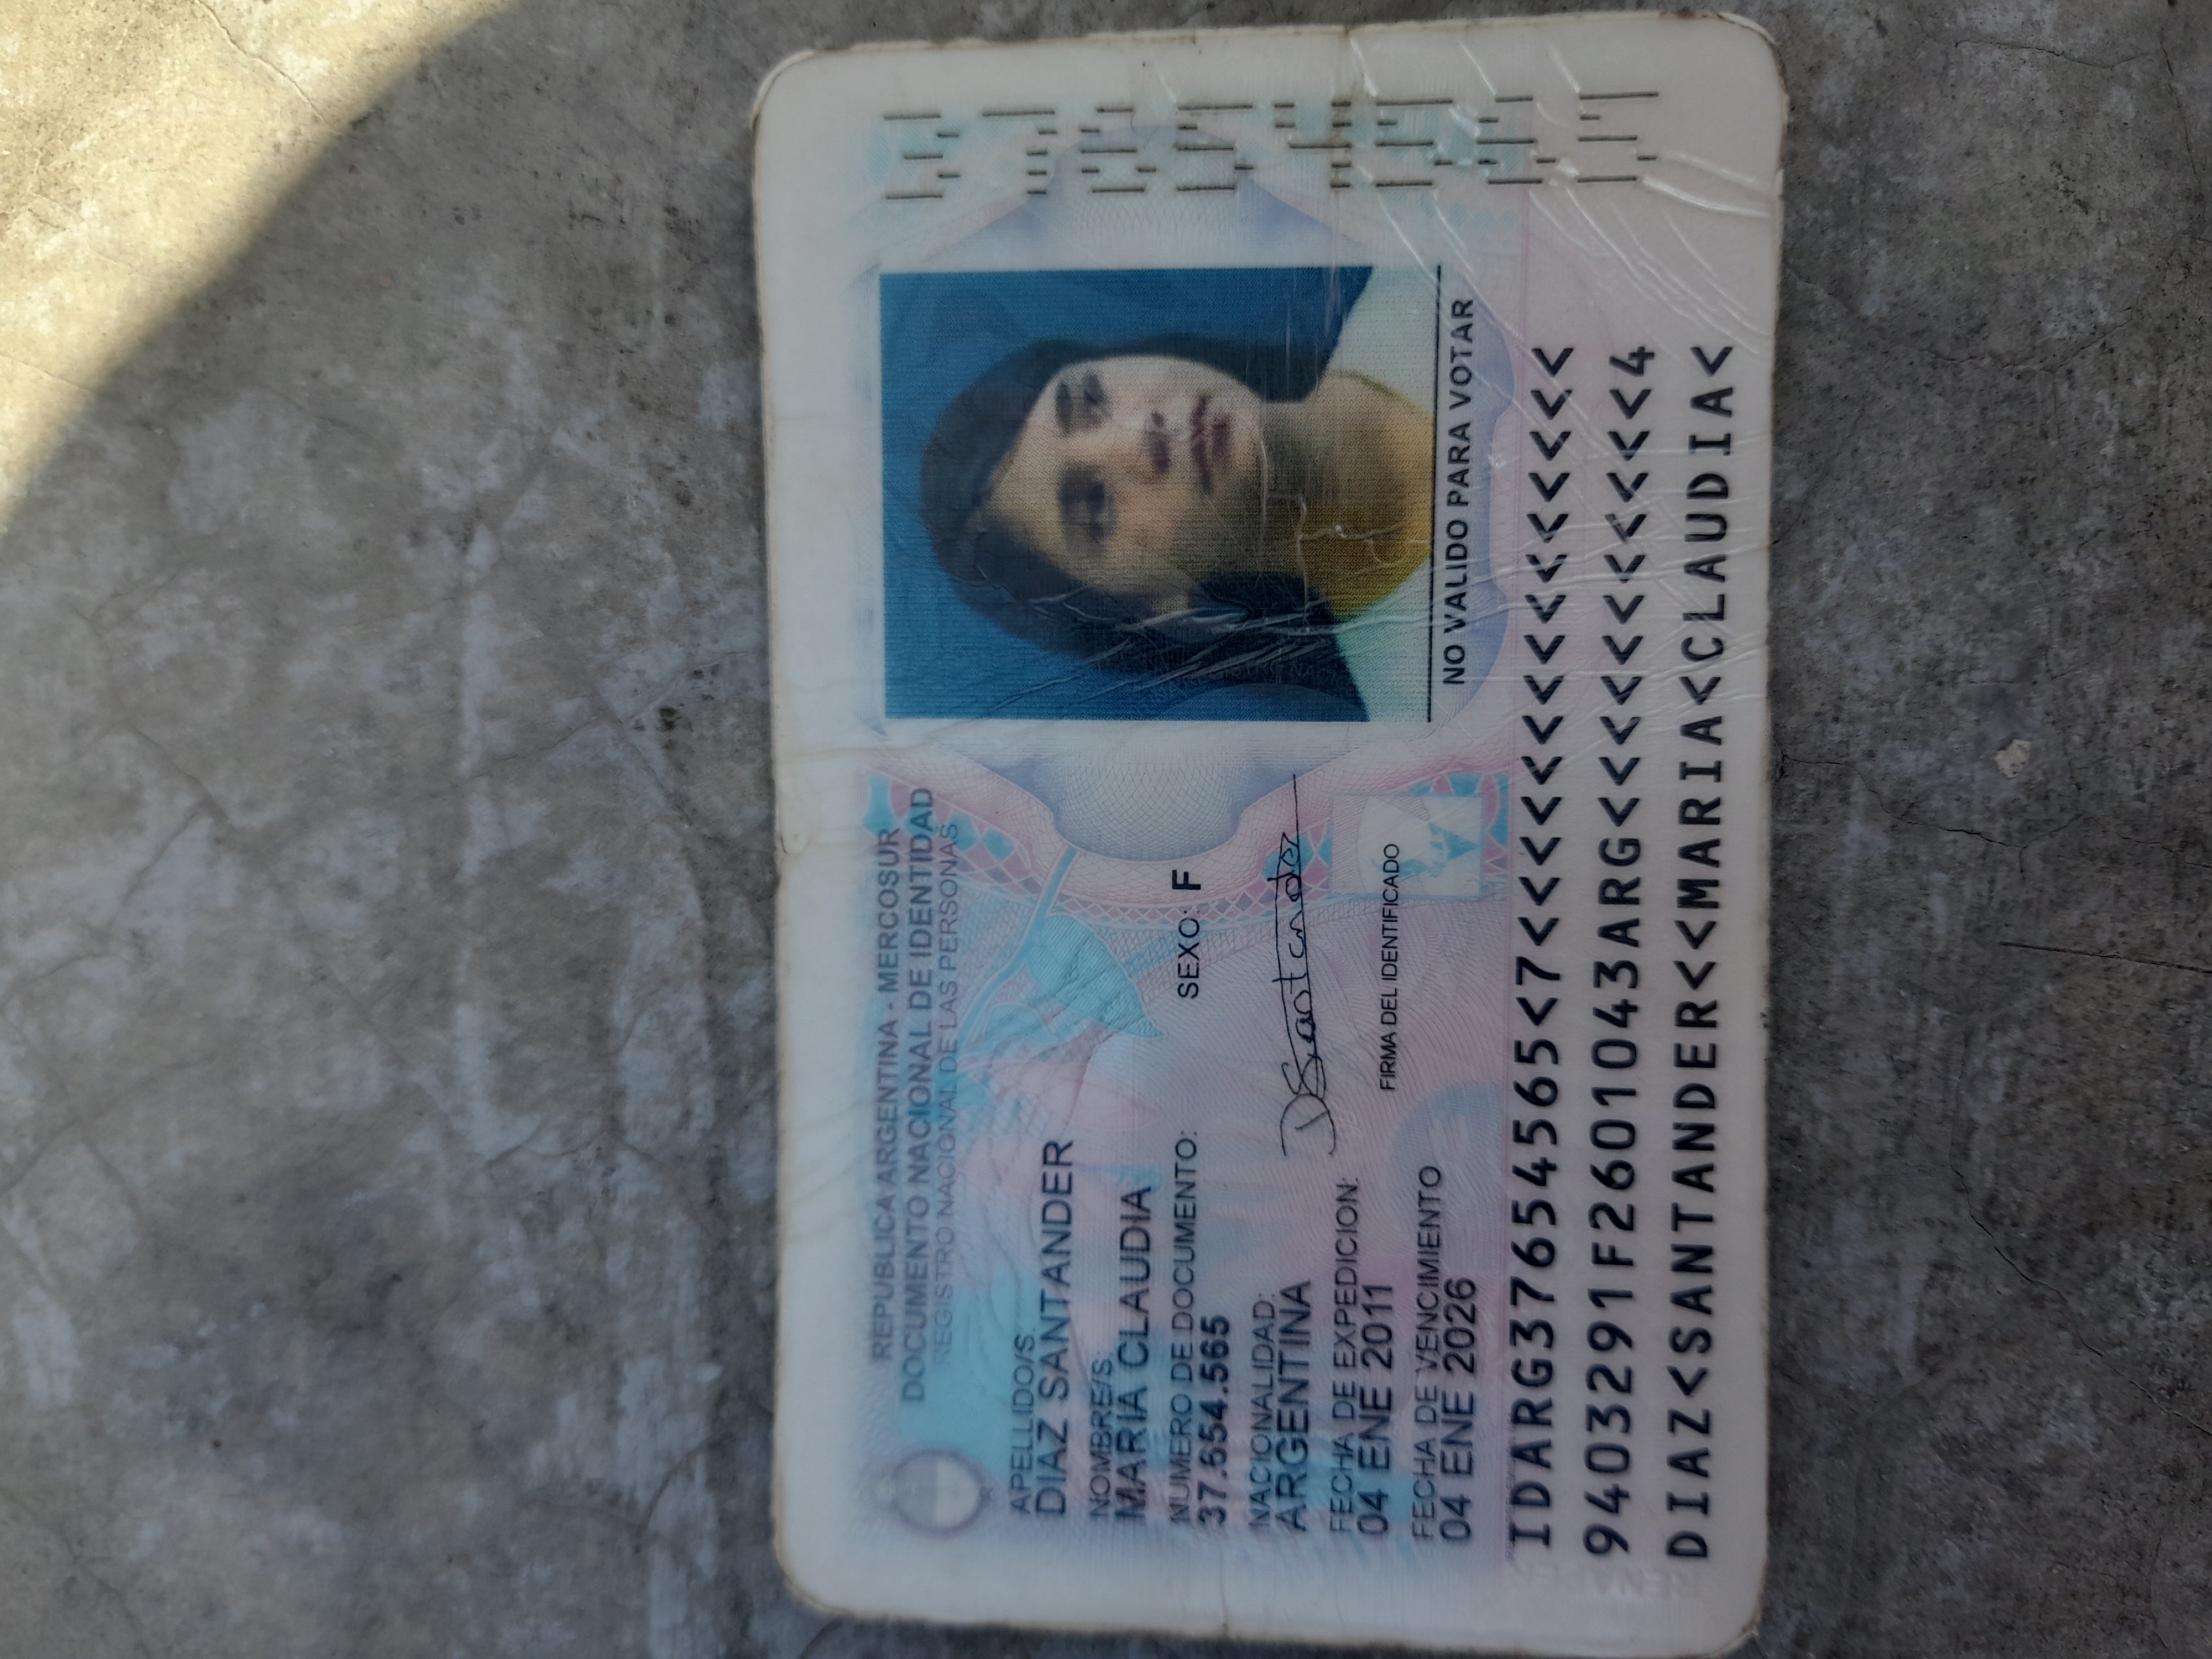 REPUBLICA ARGENTINA - MERCOSUR
DOCUMENTO NACIONAL DE IDENTIDAD
REGISTRO NACIONAL DE LAS PERSONAS
APELLIDO/S:
DIAZ SANTANDER
NOMBRE/S:
MARIA CLAUDIA
NUMERO DE DOCUMENTO:
37.654.565
SEXO: F
NACIONALIDAD:
ARGENTINA
DSantander
FECHA DE EXPEDICION:
04 ENE 2011
FIRMA DEL IDENTIFICADO
FECHA DE VENCIMIENTO
04 ENE 2026
NO VALIDO PARA VOTAR
IDARG37654565<7<<<<<<<<<<<<<<<
9403291F2601043ARG<<<<<<<<<<<4
DIAZ<SANTANDER<<MARIA<CLAUDIA<